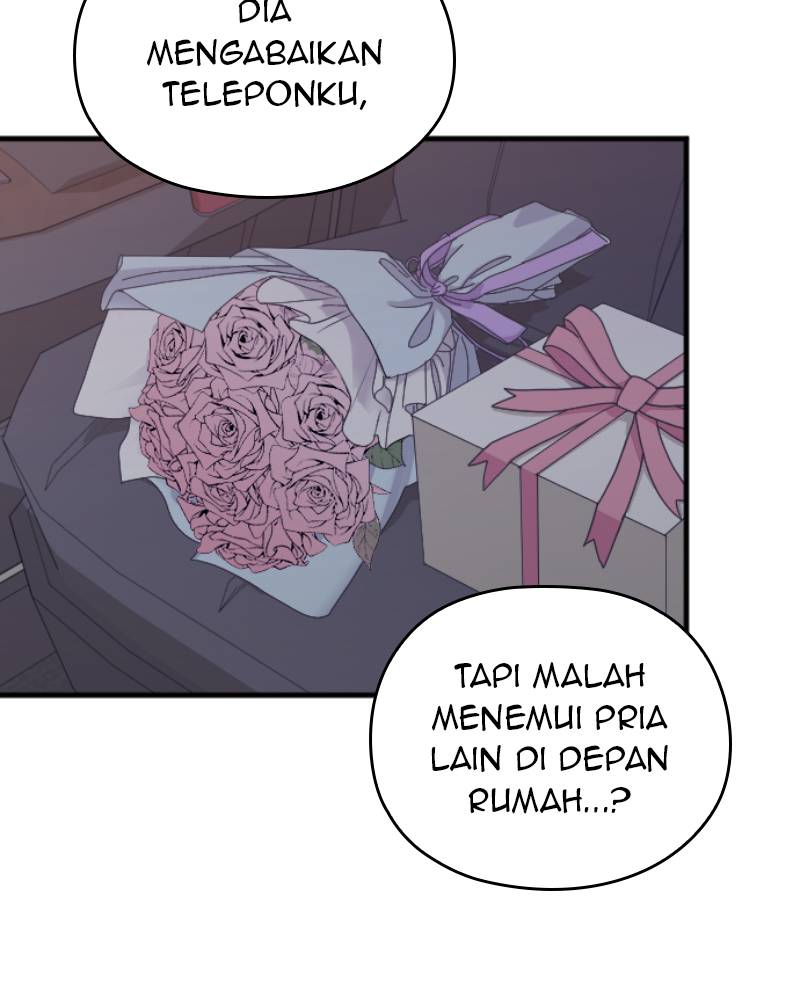 DIA
MENGABAIKAN
TELEPONKU,
TAPI MALAH
MENEMUI PRIA
LAIN DI DEPAN
RUMAH...?